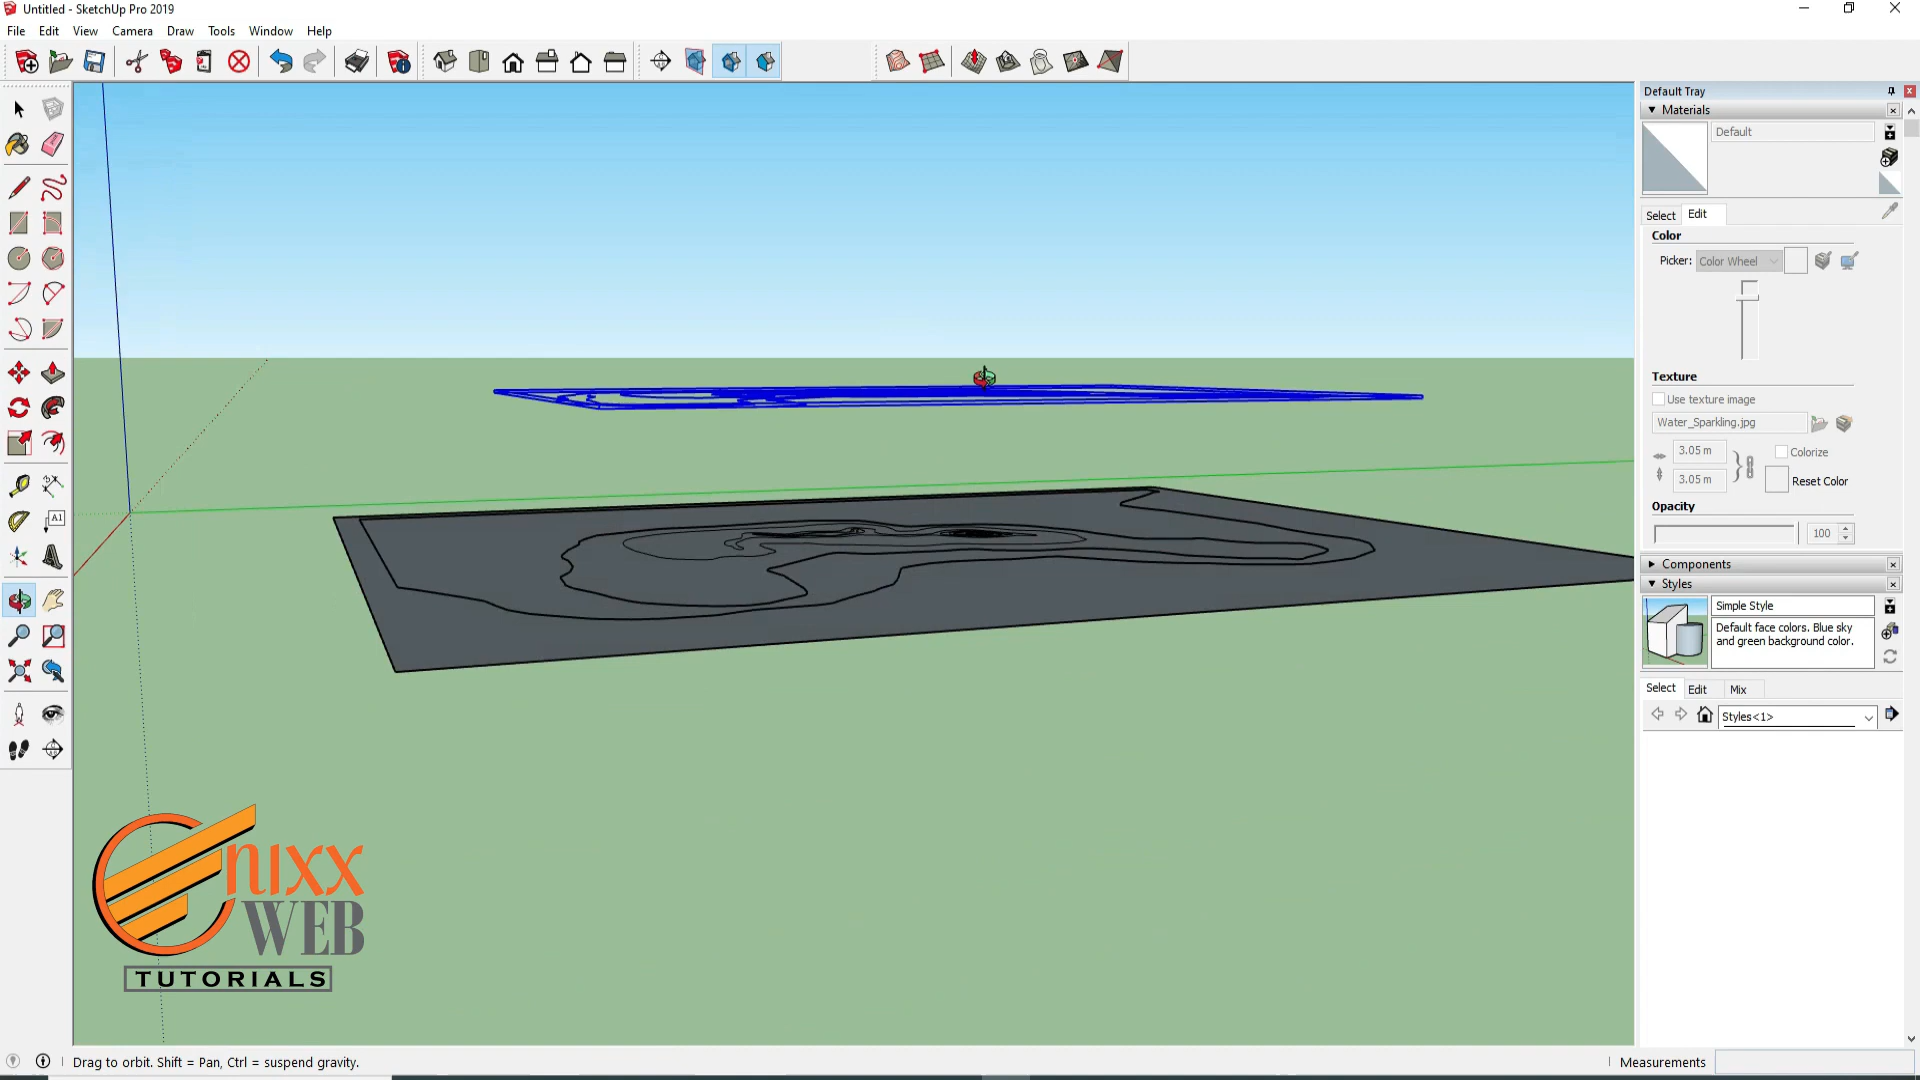 Untitled - SketchUp Pro 2019
File Edit View Camera Draw Tools Window Help
Default Tray
Materials
Default
Select Edit
Color
Picker: Color Wheel
Texture
Use texture image
Water_Sparkling.jpg
3.05 m
Colorize
3.05 m
Reset Color
Opacity
100
Components
Styles
Simple Style
Default face colors. Blue sky
and green background color.
Select Edit Mix
Styles<1>
A1
nixx
WEB
TUTORIALS
Drag to orbit. Shift = Pan, Ctrl = suspend gravity.
Measurements